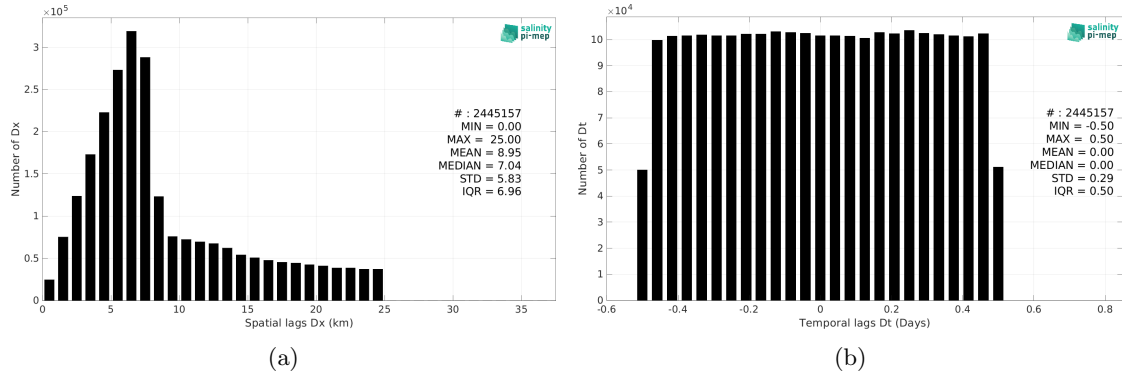 ×10⁵
3
2.5
2
1.5
1
0.5
0
Number of Dx
0 5 10 15 20 25 30 35
Spatial lags Dx (km)
salinity
pi-mep
# : 2445157
MIN = 0.00
MAX = 25.00
MEAN = 8.95
MEDIAN = 7.04
STD = 5.83
IQR = 6.96
(a)
×10⁴
10
9
8
7
6
5
4
3
2
1
0
Number of Dt
-0.6 -0.4 -0.2 0 0.2 0.4 0.6 0.8
Temporal lags Dt (Days)
salinity
pi-mep
# : 2445157
MIN = -0.50
MAX = 0.50
MEAN = 0.00
MEDIAN = 0.00
STD = 0.29
IQR = 0.50
(b)